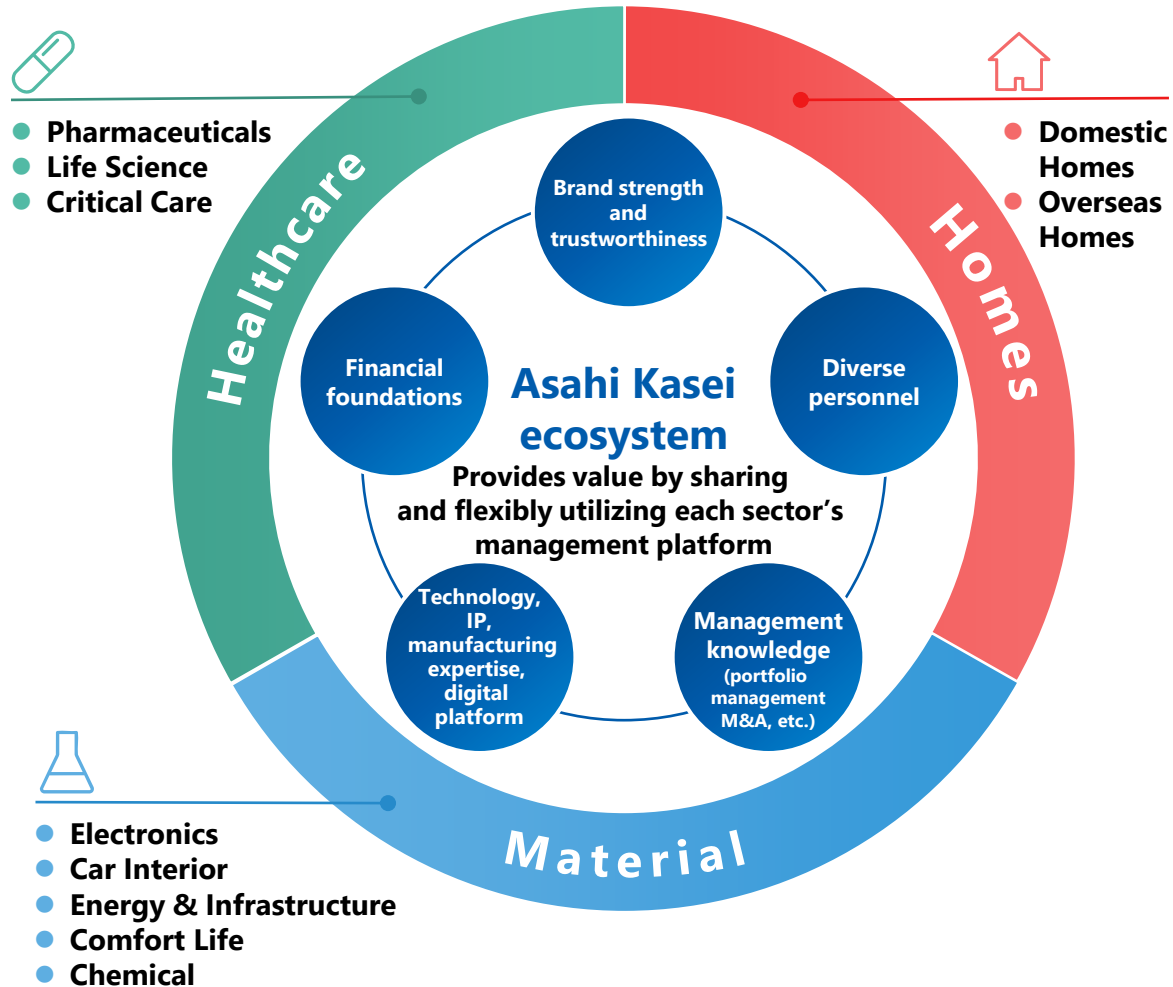 Pharmaceuticals
Life Science
Critical Care
Healthcare
Domestic
Homes
Overseas
Homes
Homes
Brand strength
and
trustworthiness
Financial
foundations
Diverse
personnel
Asahi Kasei
ecosystem
Provides value by sharing
and flexibly utilizing each sector’s
management platform
Technology,
IP,
manufacturing
expertise,
digital
platform
Management
knowledge
(portfolio
management
M&A, etc.)
Material
Electronics
Car Interior
Energy & Infrastructure
Comfort Life
Chemical